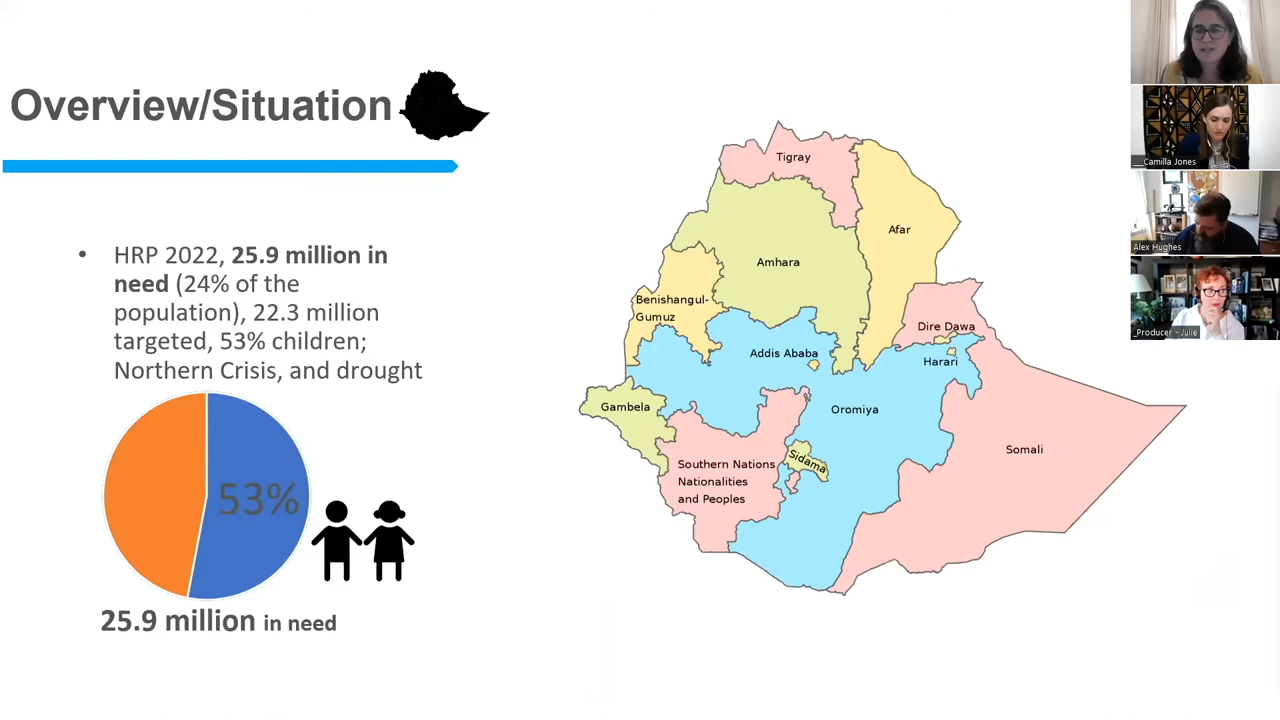 Overview/Situation
• HRP 2022, 25.9 million in
need (24% of the
population), 22.3 million
targeted, 53% children;
Northern Crisis, and drought
53%
25.9 million in need
Tigray
Afar
Amhara
Benishangul-
Gumuz
Dire Dawa
Addis Ababa
Harari
Gambela
Oromiya
Somali
Sidama
Southern Nations
Nationalities
and Peoples
__Camilla Jones
Alex Hughes
_Producer - Julie